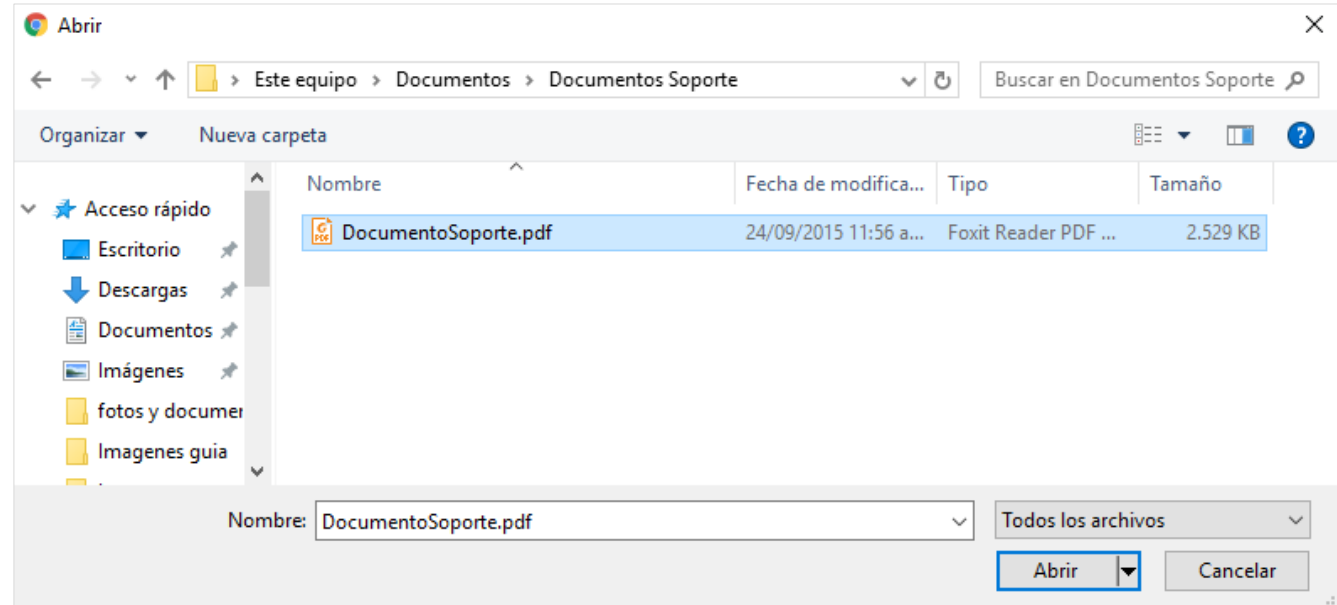 Abrir
Este equipo > Documentos > Documentos Soporte
Buscar en Documentos Soporte
Organizar
Nueva carpeta
Nombre Fecha de modifica... Tipo Tamaño
DocumentoSoporte.pdf 24/09/2015 11:56 a... Foxit Reader PDF ... 2.529 KB
Acceso rápido
Escritorio
Descargas
Documentos
Imágenes
fotos y documen
Imagenes guia
Nombre: DocumentoSoporte.pdf
Todos los archivos
Abrir
Cancelar